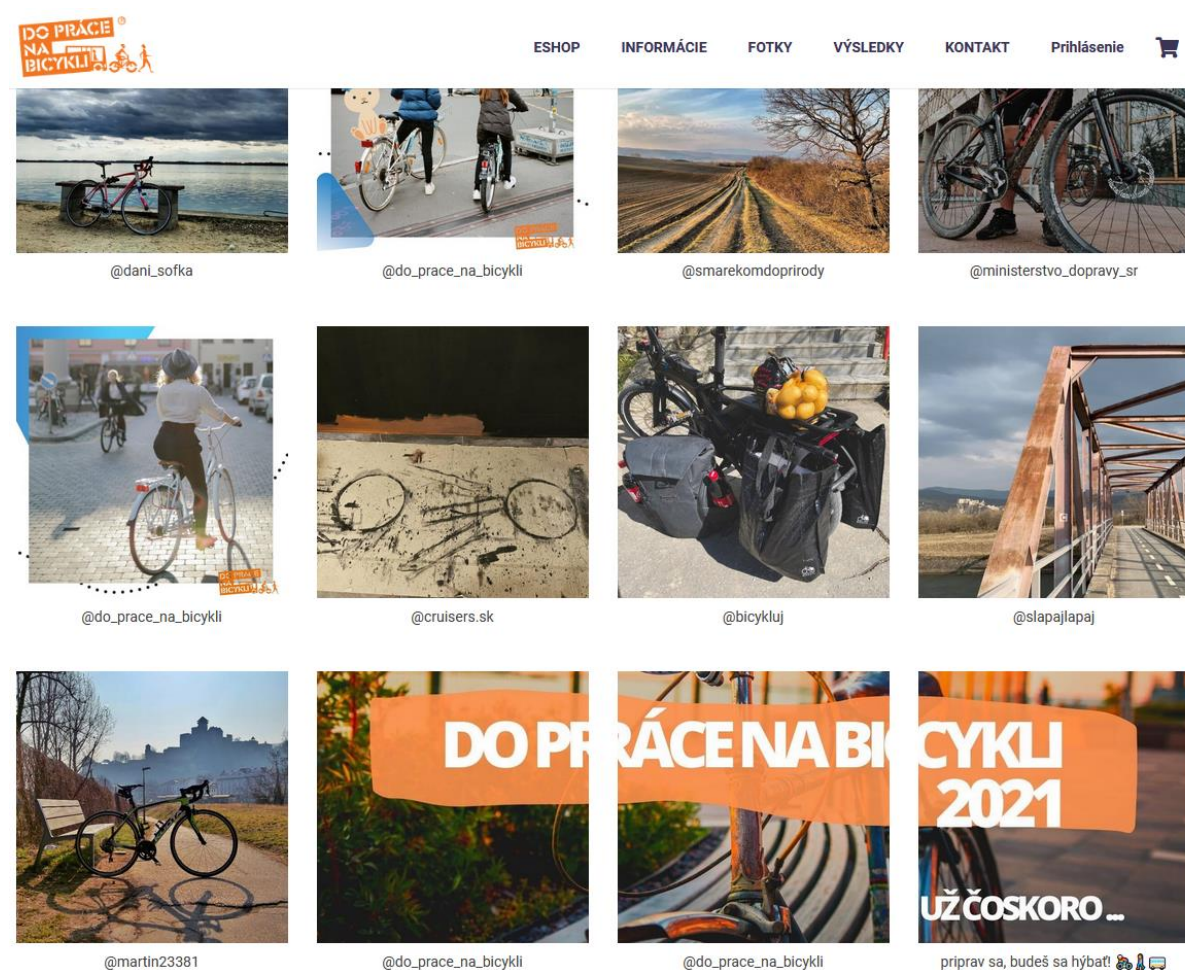 DO PRÁCE
NA
BICYKLI
ESHOP INFORMÁCIE FOTKY VÝSLEDKY KONTAKT Prihlásenie
@dani_sofka @do_prace_na_bicykli @smarekomdoprirody @ministerstvo_dopravy_sr
@do_prace_na_bicykli @cruisers.sk @bicykluj @slapajlapaj
DO PRÁCE NA BICYKLI
2021
UŽ ČOSKORO ...
@martin23381 @do_prace_na_bicykli @do_prace_na_bicykli priprav sa, budeš sa hýbať!